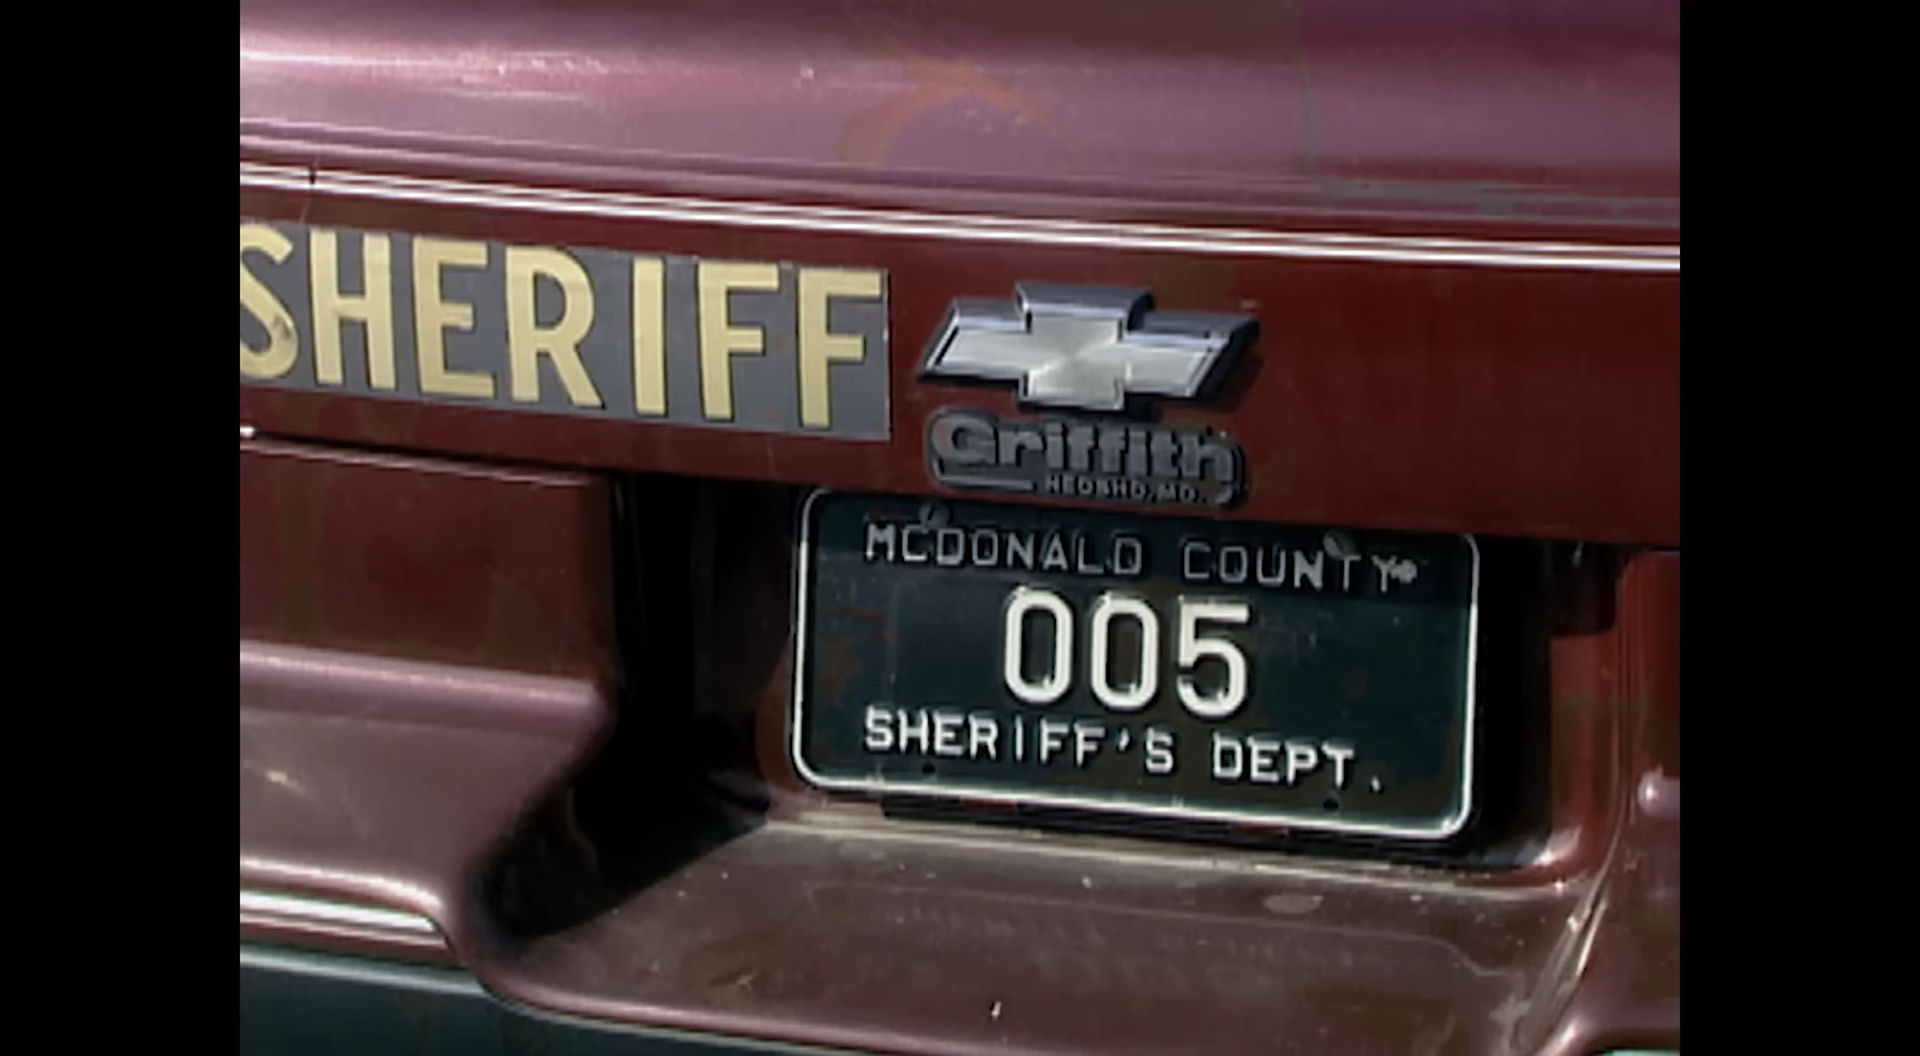 SHERIFF
Griffith
NEOSHO, MO.
MCDONALD COUNTY
005
SHERIFF'S DEPT.